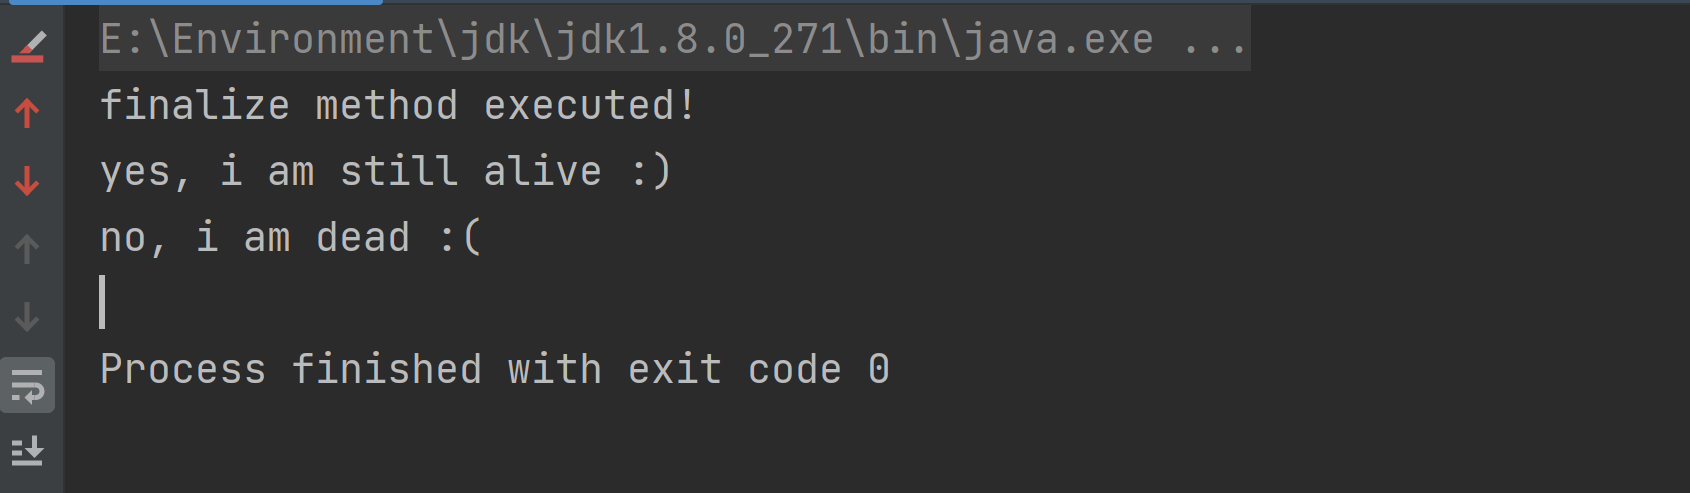 E:\Environment\jdk\jdk1.8.0_271\bin\java.exe ...
finalize method executed!
yes, i am still alive :)
no, i am dead :(
Process finished with exit code 0